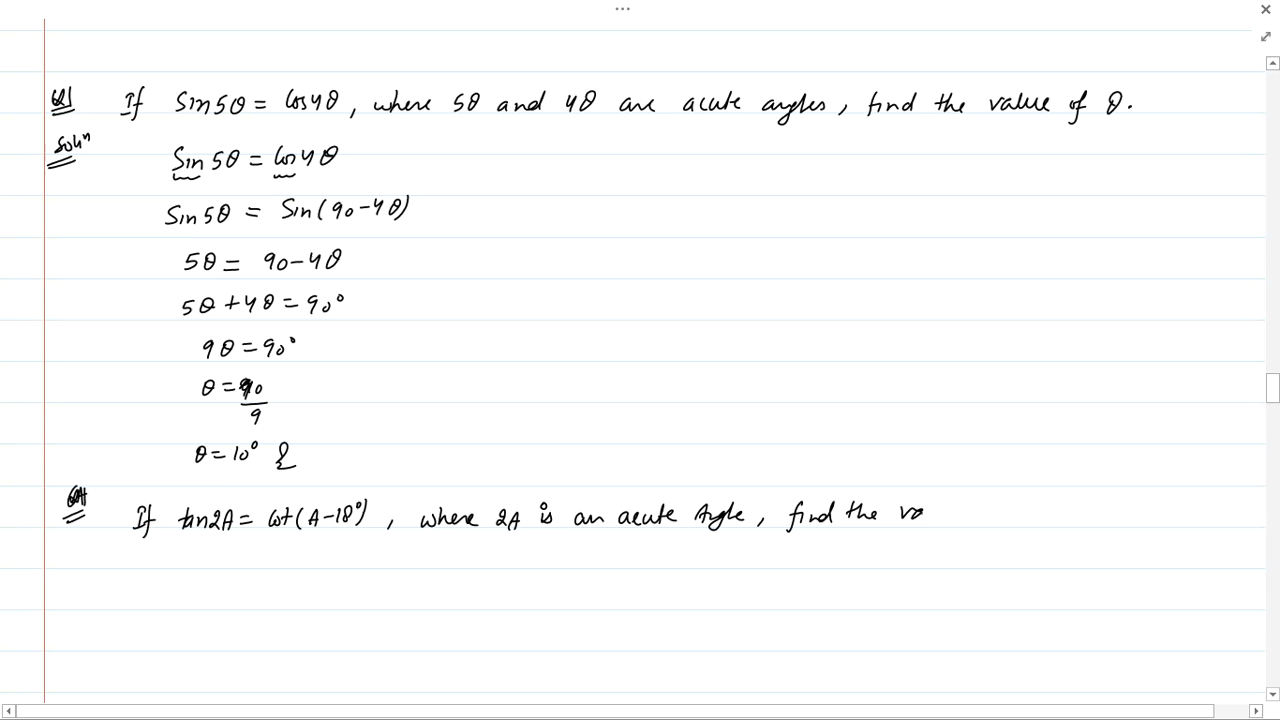 Q1 If Sin5θ = Cos4θ, where 5θ and 4θ are acute angles, find the value of θ.
Solⁿ
Sin5θ = Cos4θ
Sin5θ = Sin(90-4θ)
5θ = 90-4θ
5θ+4θ=90°
9θ=90°
θ=90/9
θ=10°
If tan2A = Cot(A-18°), where 2A is an acute Angle, find the va